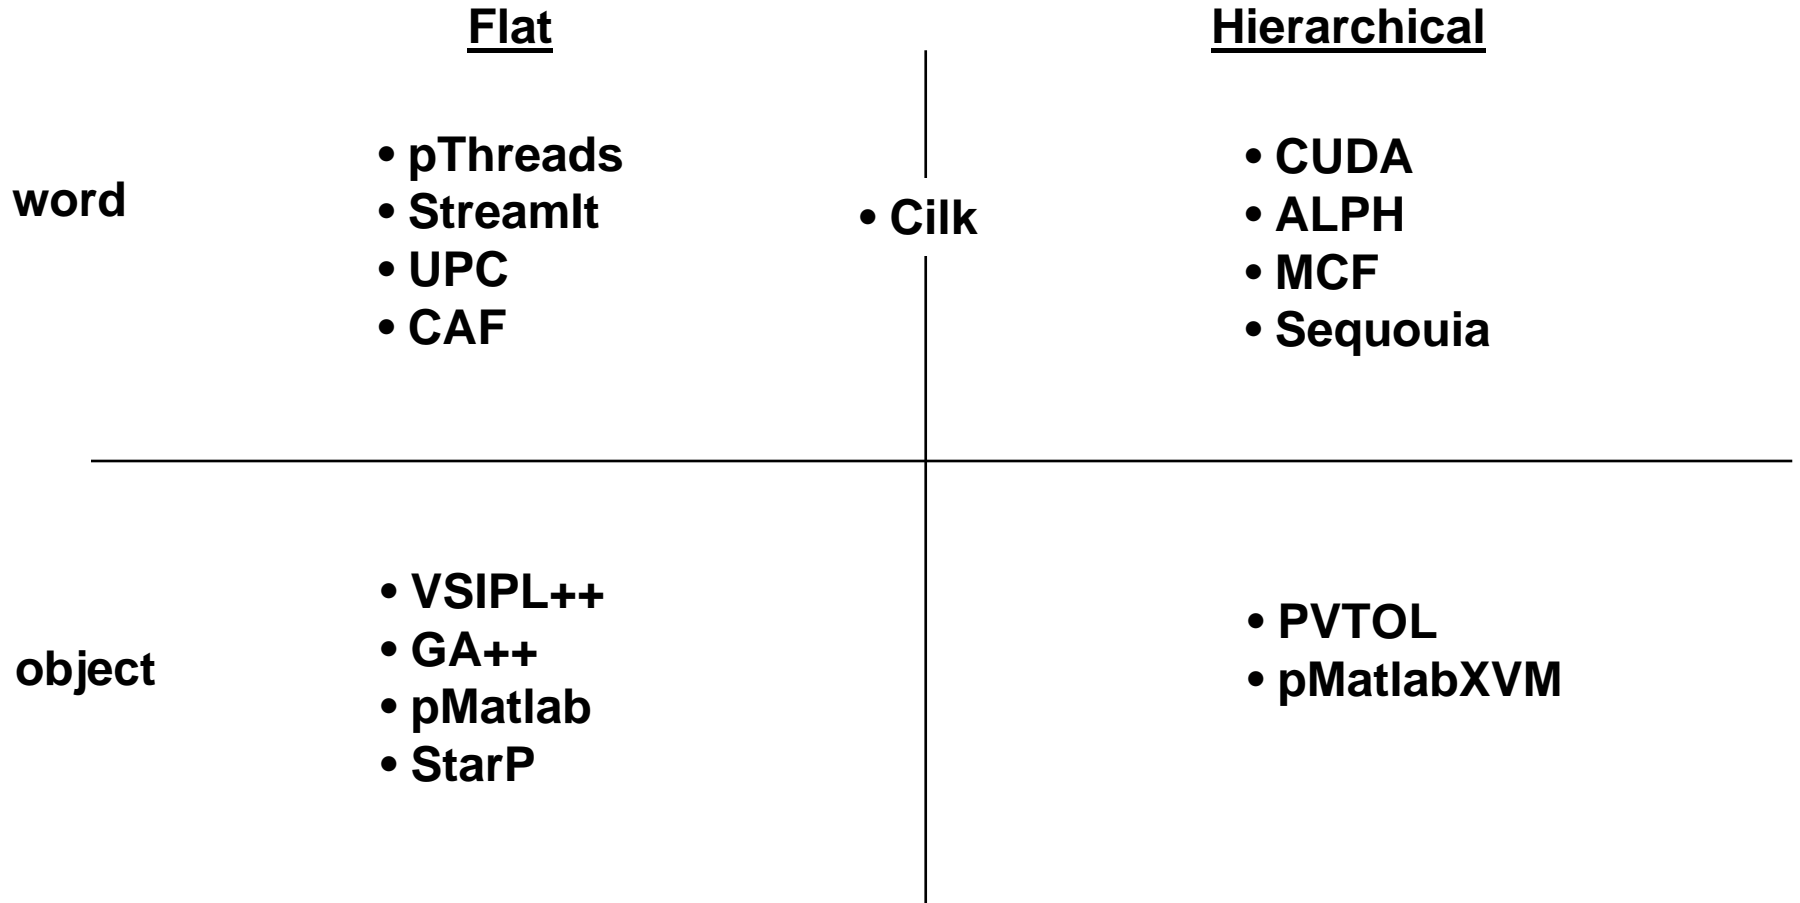 Flat
Hierarchical
word
• pThreads
• StreamIt
• UPC
• CAF
• Cilk
• CUDA
• ALPH
• MCF
• Sequouia
object
• VSIPL++
• GA++
• pMatlab
• StarP
• PVTOL
• pMatlabXVM